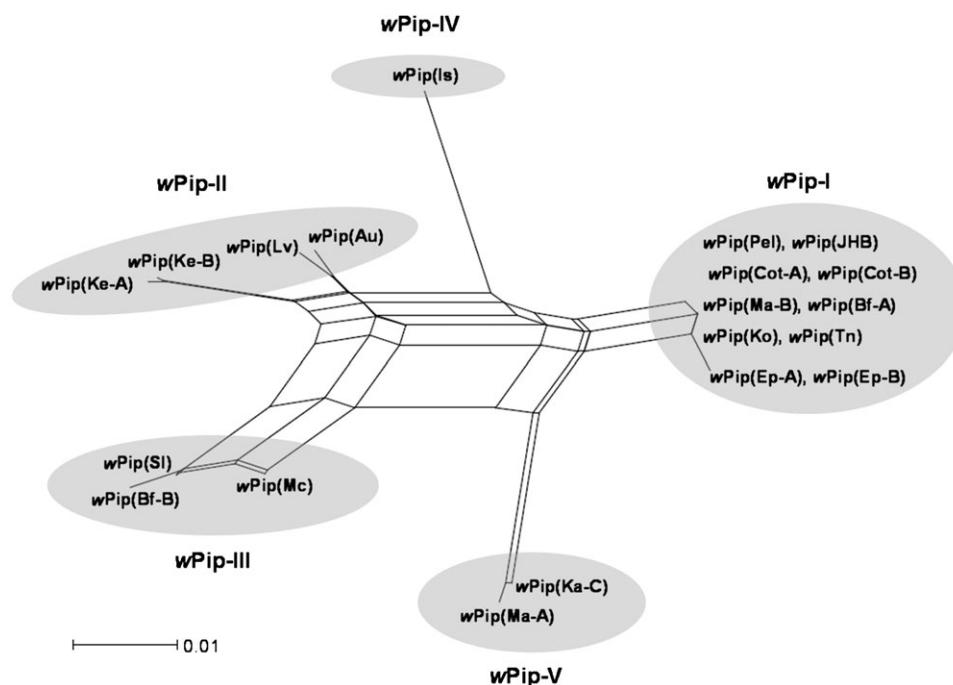 wPip-IV
wPip(Is)
wPip-II
wPip(Au)
wPip(Lv)
wPip(Ke-B)
wPip(Ke-A)
wPip-I
wPip(Pel), wPip(JHB)
wPip(Cot-A), wPip(Cot-B)
wPip(Ma-B), wPip(Bf-A)
wPip(Ko), wPip(Tn)
wPip(Ep-A), wPip(Ep-B)
wPip(Sl)
wPip(Bf-B)
wPip(Mc)
wPip-III
wPip(Ka-C)
wPip(Ma-A)
wPip-V
0.01